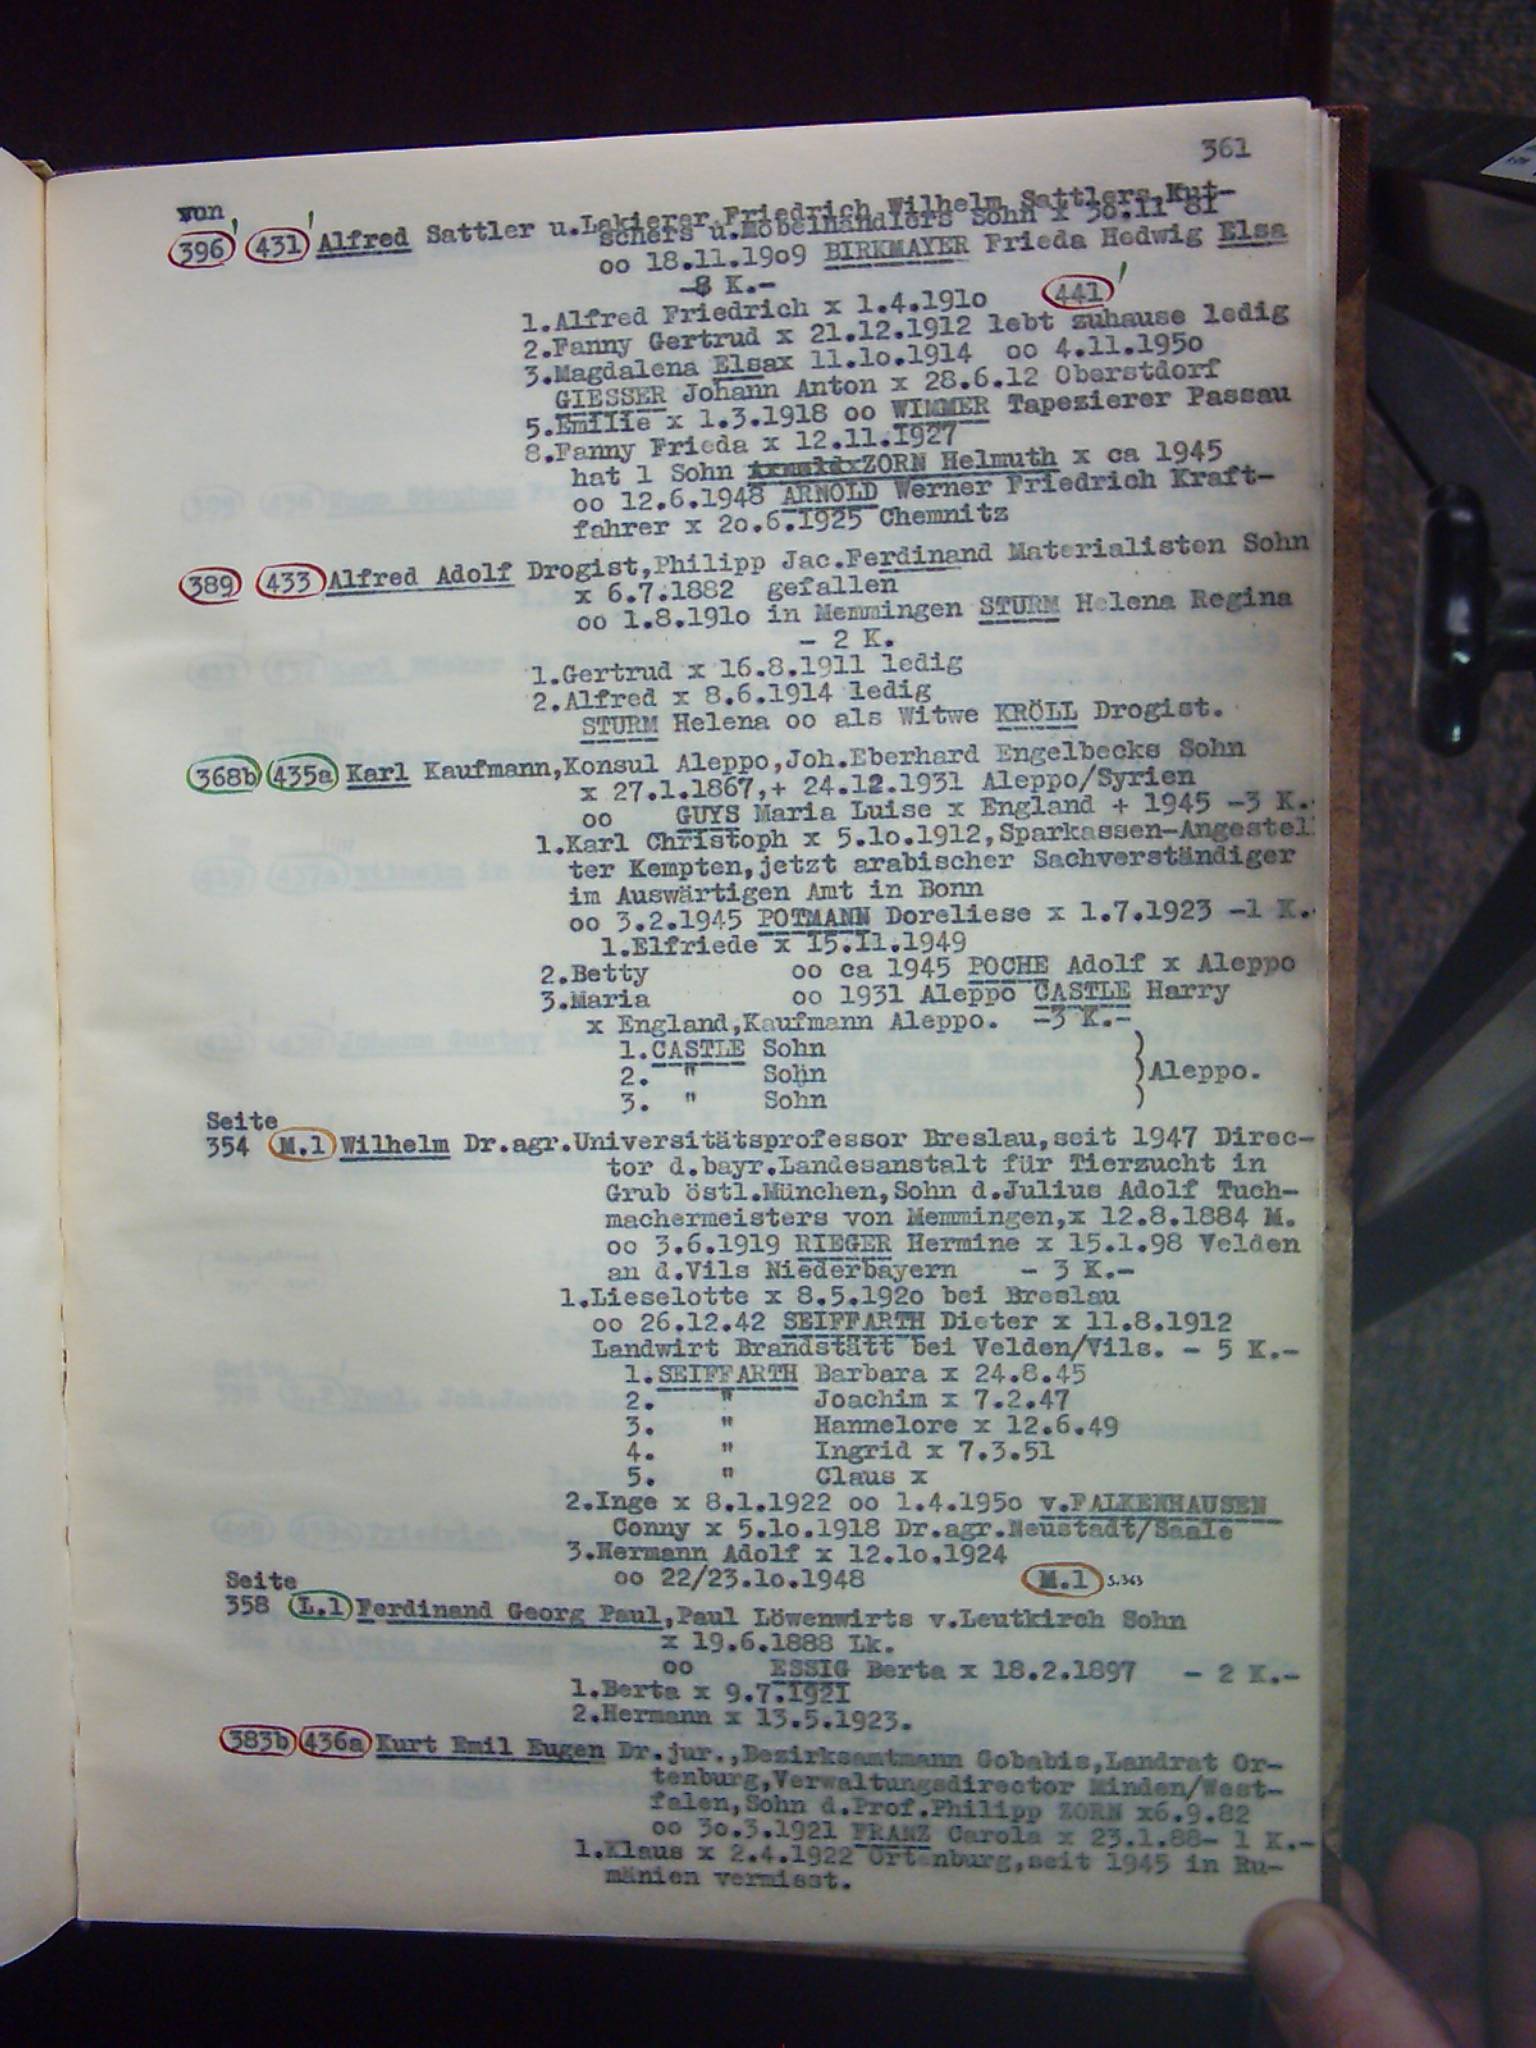 361
von
396 431 Alfred Sattler u.Lakierer,Friedrich Wilhelm Sattlers,Kut-
schers u.Möbelhändlers Sohn x 30.11 81
oo 18.11.19o9 BIRKMAYER Frieda Hedwig Elsa
-8 K.-
1.Alfred Friedrich x 1.4.191o 441
2.Fanny Gertrud x 21.12.1912 lebt zuhause ledig
3.Magdalena Elsax 11.1o.1914 oo 4.11.195o
GIESSER Johann Anton x 28.6.12 Oberstdorf
5.Emilie x 1.3.1918 oo WIMMER Tapezierer Passau
8.Fanny Frieda x 12.11.1927
hat 1 Sohn ZORN Helmuth x ca 1945
oo 12.6.1948 ARNOLD Werner Friedrich Kraft-
fahrer x 2o.6.1925 Chemnitz
389 433 Alfred Adolf Drogist,Philipp Jac.Ferdinand Materialisten Sohn
x 6.7.1882 gefallen
oo 1.8.191o in Memmingen STURM Helena Regina
- 2 K.
1.Gertrud x 16.8.1911 ledig
2.Alfred x 8.6.1914 ledig
STURM Helena oo als Witwe KRÖLL Drogist.
368b 435a Karl Kaufmann,Konsul Aleppo,Joh.Eberhard Engelbecks Sohn
x 27.1.1867,+ 24.12.1931 Aleppo/Syrien
oo GUYS Maria Luise x England + 1945 -3 K.-
1.Karl Christoph x 5.1o.1912,Sparkassen-Angestel
ter Kempten,jetzt arabischer Sachverständiger
im Auswärtigen Amt in Bonn
oo 3.2.1945 POTMANN Doreliese x 1.7.1923 -1 K.-
1.Elfriede x 15.11.1949
2.Betty oo ca 1945 POCHE Adolf x Aleppo
3.Maria oo 1931 Aleppo CASTLE Harry
x England,Kaufmann Aleppo. -3 K.-
1.CASTLE Sohn )
2. " Sohn )Aleppo.
3. " Sohn )
Seite
354 M.1 Wilhelm Dr.agr.Universitätsprofessor Breslau,seit 1947 Direc-
tor d.bayr.Landesanstalt für Tierzucht in
Grub östl.München,Sohn d.Julius Adolf Tuch-
machermeisters von Memmingen,x 12.8.1884 M.
oo 3.6.1919 RIEGER Hermine x 15.1.98 Velden
an d.Vils Niederbayern - 3 K.-
1.Lieselotte x 8.5.192o bei Breslau
oo 26.12.42 SEIFFARTH Dieter x 11.8.1912
Landwirt Brandstätt bei Velden/Vils. - 5 K.-
1.SEIFFARTH Barbara x 24.8.45
2. " Joachim x 7.2.47
3. " Hannelore x 12.6.49
4. " Ingrid x 7.3.51
5. " Claus x
2.Inge x 8.1.1922 oo 1.4.195o v.FALKENHAUSEN
Conny x 5.1o.1918 Dr.agr.Neustadt/Saale
3.Hermann Adolf x 12.1o.1924
oo 22/23.1o.1948 M.1 S.363
Seite
358 L.1 Ferdinand Georg Paul,Paul Löwenwirts v.Leutkirch Sohn
x 19.6.1888 Lk.
oo ESSIG Berta x 18.2.1897 - 2 K.-
1.Berta x 9.7.1921
2.Hermann x 13.5.1923.
383b 436a Kurt Emil Eugen Dr.jur.,Bezirksamtmann Gobabis,Landrat Or-
tenburg,Verwaltungsdirector Minden/West-
falen,Sohn d.Prof.Philipp ZORN x6.9.82
oo 3o.3.1921 FRANZ Carola x 23.1.88- 1 K.-
1.Klaus x 2.4.1922 Ortenburg,seit 1945 in Ru-
mänien vermisst.